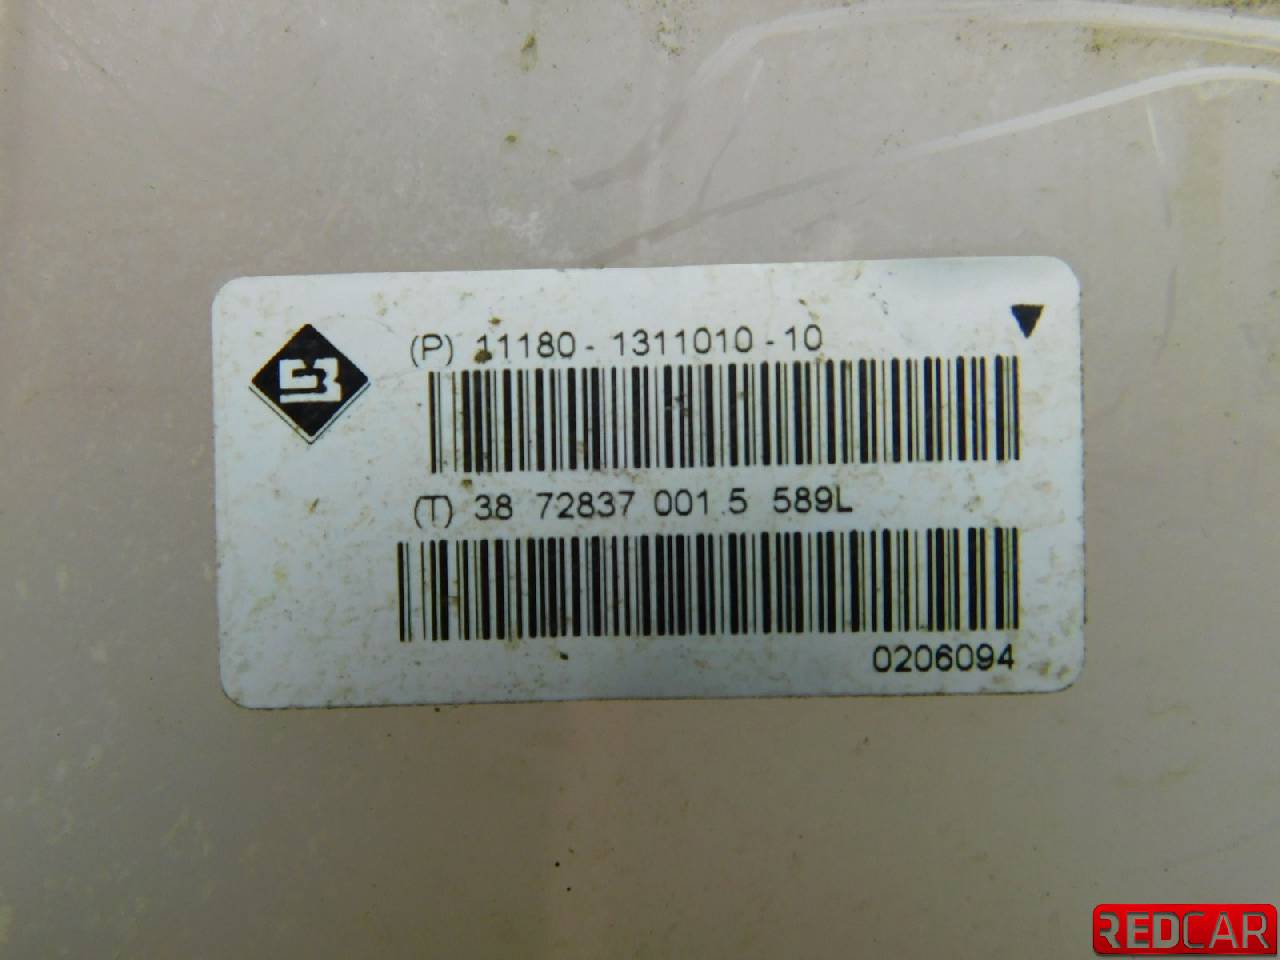 (P) 11180 - 1311010 - 10
(T) 38 72837 001 5 589L
0206094
REDCAR